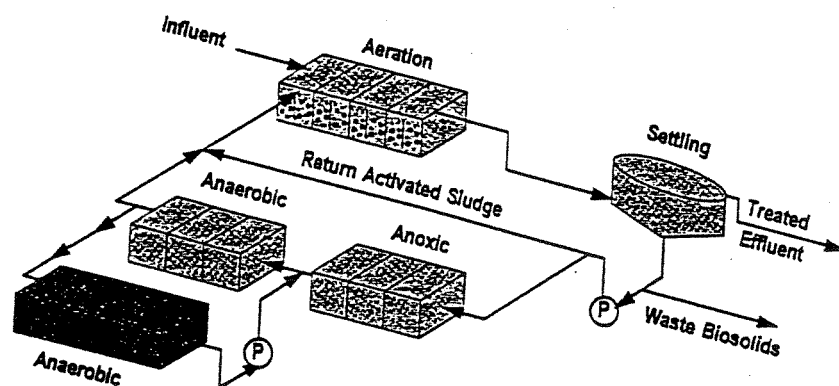 Influent
Aeration
Settling
Return Activated Sludge
Anaerobic
Treated
Effluent
Anoxic
P
Waste Biosolids
P
Anaerobic